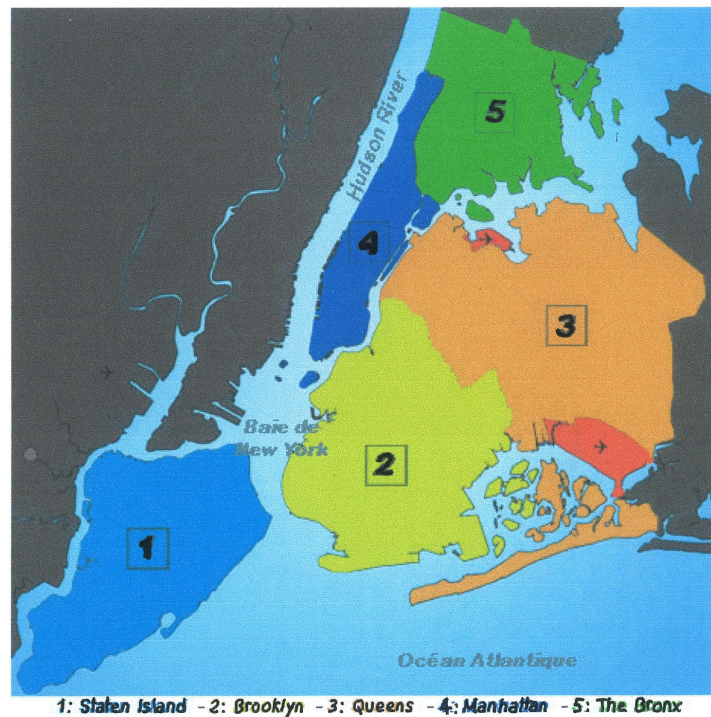 Hudson River
5
4
3
Baie de
New York
2
1
Océan Atlantique
1: Staten Island - 2: Brooklyn - 3: Queens - 4: Manhattan - 5: The Bronx